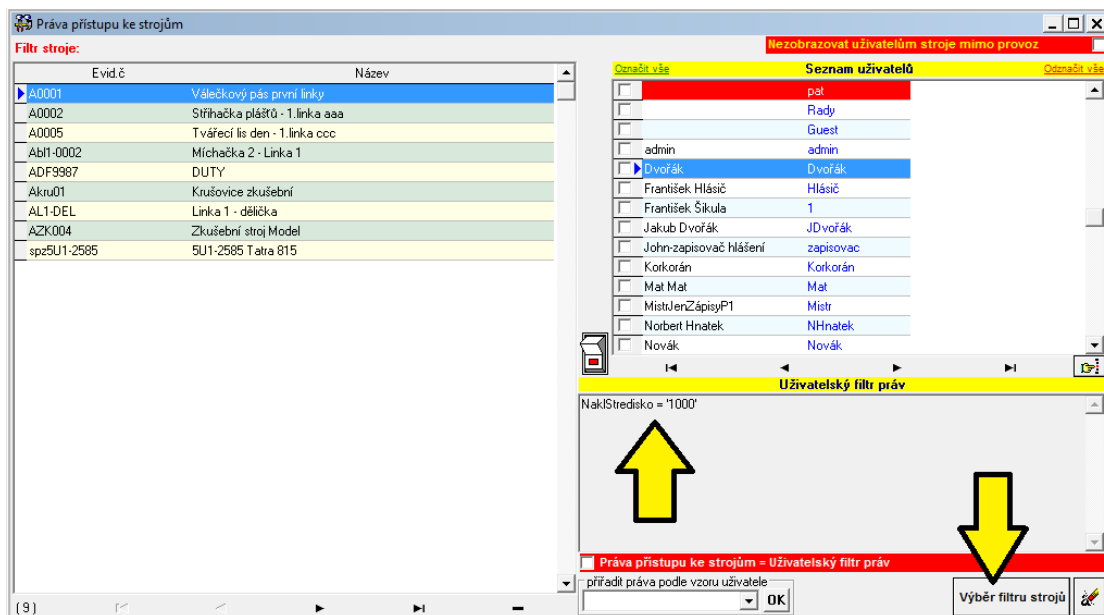 Práva přístupu ke strojům
Filtr stroje:
Nezobrazovat uživatelům stroje mimo provoz
Evid.č Název
A0001 Válečkový pás první linky
A0002 Střihačka plášťů - 1.linka aaa
A0005 Tvářecí lis den - 1.linka ccc
Abl1-0002 Míchačka 2 - Linka 1
ADF9987 DUTY
Akru01 Krušovice zkušební
AL1-DEL Linka 1 - dělička
AZK004 Zkušební stroj Model
spz5U1-2585 5U1-2585 Tatra 815
(9)
Označit vše Seznam uživatelů Odznačit vše
pat
Rady
Guest
admin admin
Dvořák Dvořák
František Hlásič Hlásič
František Šikula 1
Jakub Dvořák JDvořák
John-zapisovač hlášení zapisovac
Korkorán Korkorán
Mat Mat Mat
MistrJenZápisyP1 Mistr
Norbert Hnatek NHnatek
Novák Novák
Uživatelský filtr práv
NaklStredisko = '1000'
Práva přístupu ke strojům = Uživatelský filtr práv
přiřadit práva podle vzoru uživatele
OK
Výběr filtru strojů